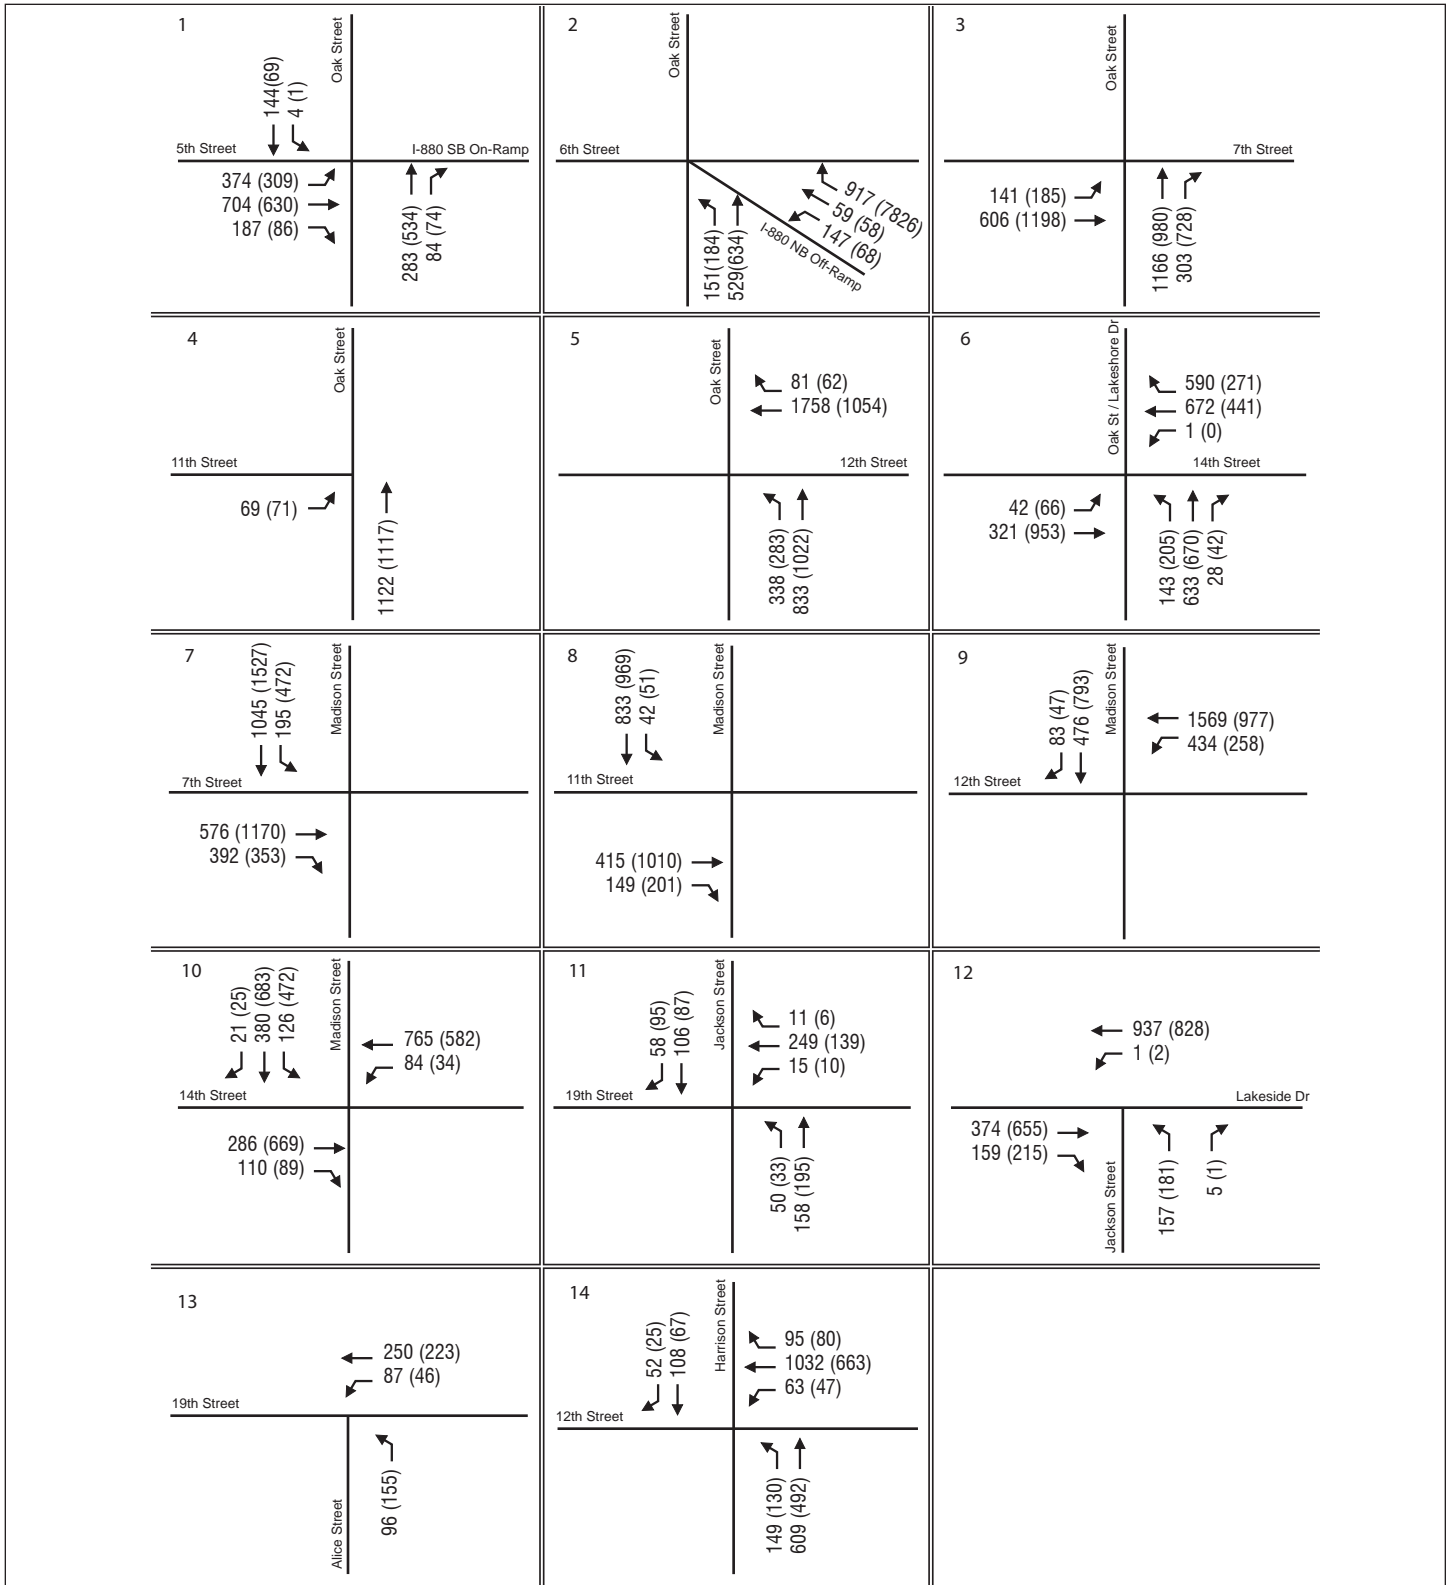 1
Oak Street
144(69)
4 (1)
5th Street
I-880 SB On-Ramp
374 (309)
704 (630)
187 (86)
283 (534)
84 (74)
2
Oak Street
6th Street
917 (7826)
59 (58)
147 (68)
I-880 NB Off-Ramp
151(184)
529(634)
3
Oak Street
7th Street
141 (185)
606 (1198)
1166 (980)
303 (728)
4
Oak Street
11th Street
69 (71)
1122 (1117)
5
Oak Street
81 (62)
1758 (1054)
12th Street
338 (283)
833 (1022)
6
Oak St / Lakeshore Dr
590 (271)
672 (441)
1 (0)
14th Street
42 (66)
321 (953)
143 (205)
633 (670)
28 (42)
7
1045 (1527)
195 (472)
Madison Street
7th Street
576 (1170)
392 (353)
8
833 (969)
42 (51)
Madison Street
11th Street
415 (1010)
149 (201)
9
83 (47)
476 (793)
Madison Street
1569 (977)
434 (258)
12th Street
10
21 (25)
380 (683)
126 (472)
Madison Street
765 (582)
84 (34)
14th Street
286 (669)
110 (89)
11
58 (95)
106 (87)
Jackson Street
11 (6)
249 (139)
15 (10)
19th Street
50 (33)
158 (195)
12
937 (828)
1 (2)
Lakeside Dr
374 (655)
159 (215)
Jackson Street
157 (181)
5 (1)
13
250 (223)
87 (46)
19th Street
Alice Street
96 (155)
14
52 (25)
108 (67)
Harrison Street
95 (80)
1032 (663)
63 (47)
12th Street
149 (130)
609 (492)